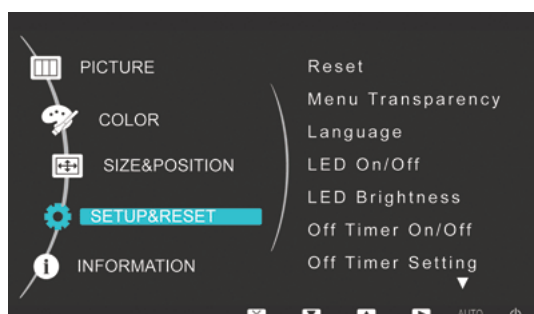 PICTURE
COLOR
SIZE&POSITION
SETUP&RESET
INFORMATION
Reset
Menu Transparency
Language
LED On/Off
LED Brightness
Off Timer On/Off
Off Timer Setting
AUTO